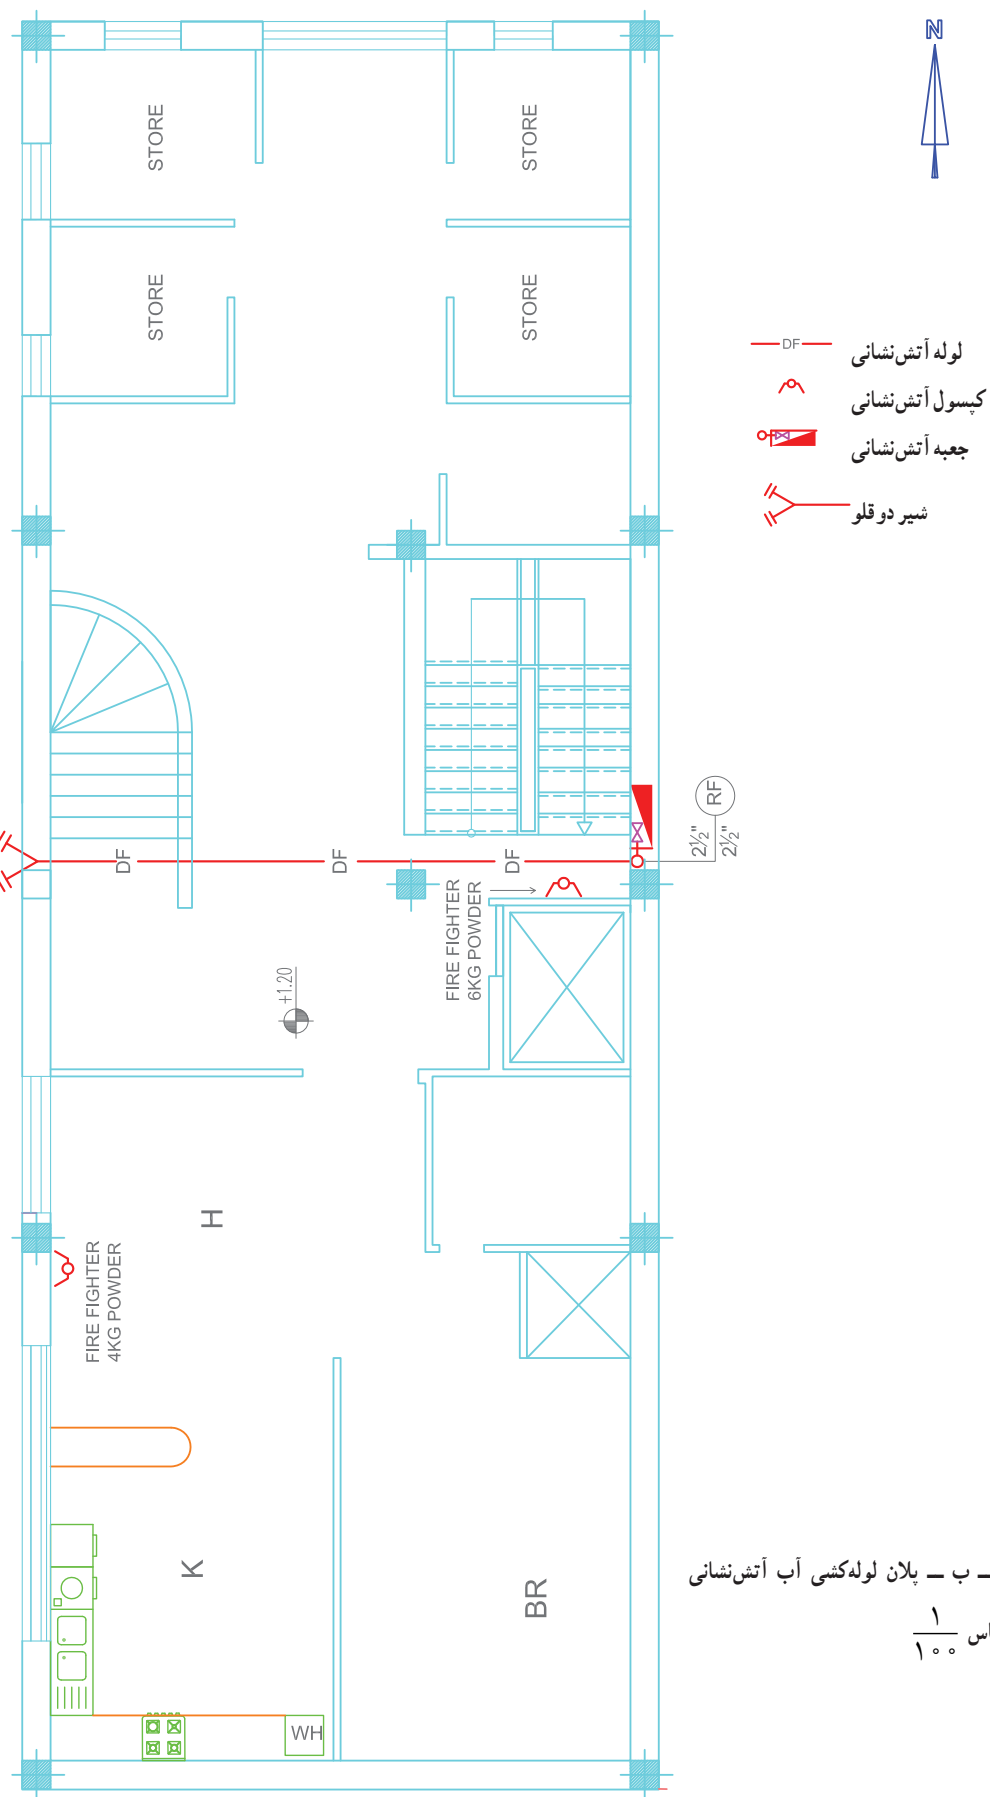 N
STORE
STORE
STORE
STORE
DF
لوله آتش‌نشانی
کپسول آتش‌نشانی
جعبه آتش‌نشانی
شیر دو قلو
RF
2½"
2½"
DF
DF
DF
FIRE FIGHTER
6KG POWDER
+1.20
H
FIRE FIGHTER
4KG POWDER
K
BR
WH
ـ ب ــ پلان لوله‌کشی آب آتش‌نشانی
۱
۱۰۰